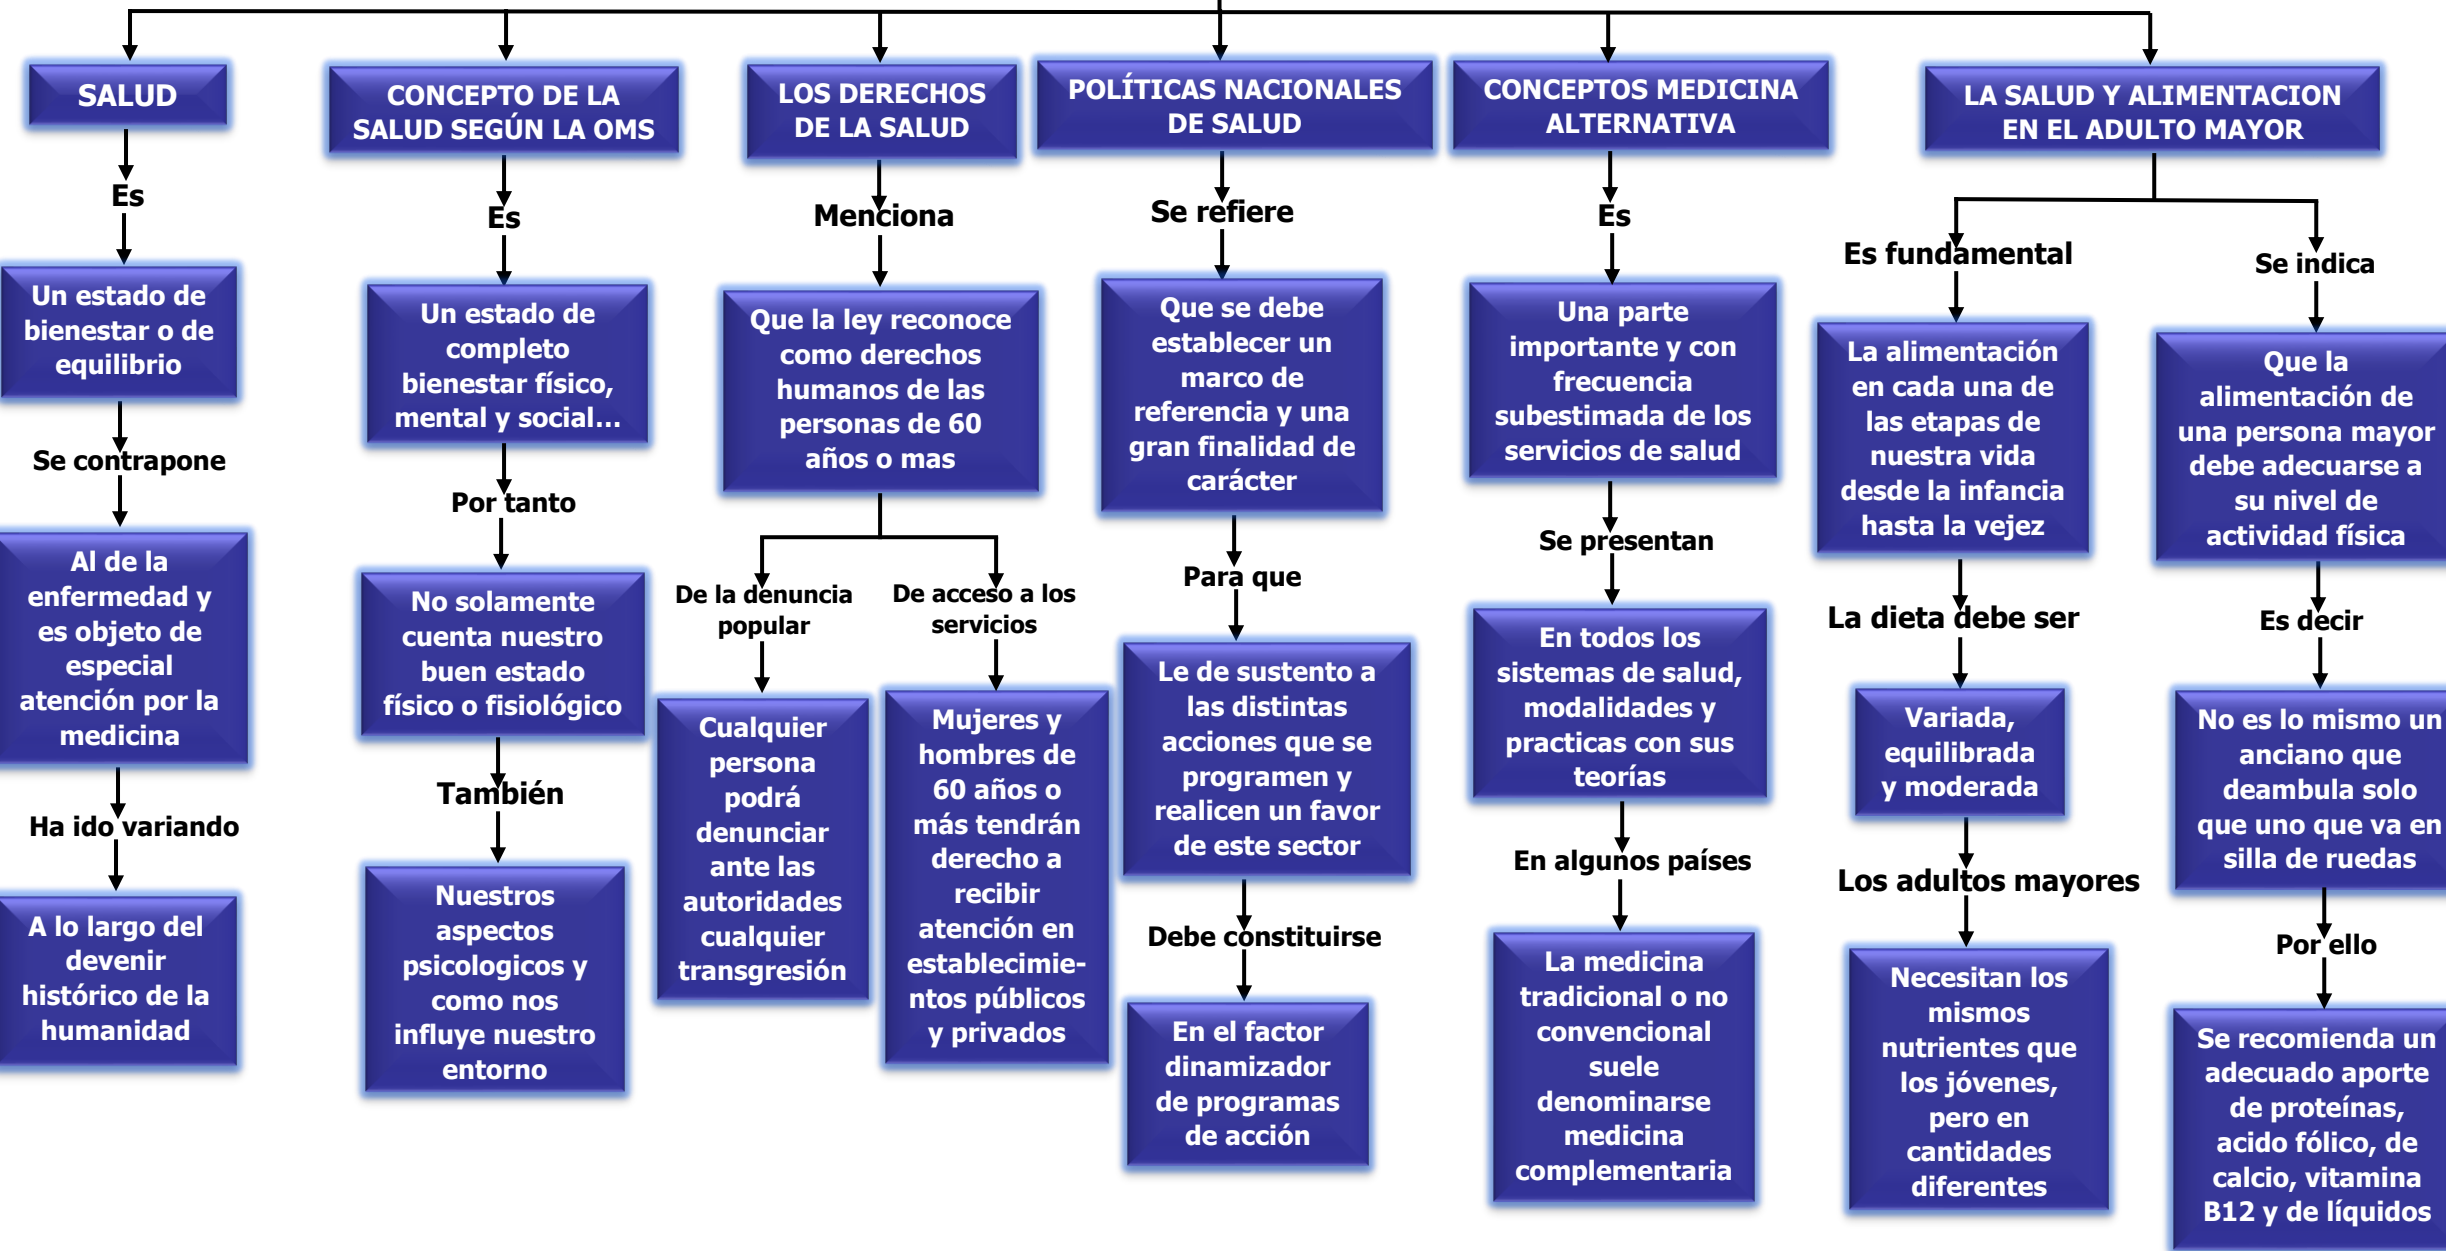 SALUD
Es
Un estado de
bienestar o de
equilibrio
Se contrapone
Al de la
enfermedad y
es objeto de
especial
atención por la
medicina
Ha ido variando
A lo largo del
devenir
histórico de la
humanidad
CONCEPTO DE LA
SALUD SEGÚN LA OMS
Es
Un estado de
completo
bienestar físico,
mental y social...
Por tanto
No solamente
cuenta nuestro
buen estado
físico o fisiológico
También
Nuestros
aspectos
psicologicos y
como nos
influye nuestro
entorno
LOS DERECHOS
DE LA SALUD
Menciona
Que la ley reconoce
como derechos
humanos de las
personas de 60
años o mas
De la denuncia
popular
Cualquier
persona
podrá
denunciar
ante las
autoridades
cualquier
transgresión
De acceso a los
servicios
Mujeres y
hombres de
60 años o
más tendrán
derecho a
recibir
atención en
establecimie-
ntos públicos
y privados
POLÍTICAS NACIONALES
DE SALUD
Se refiere
Que se debe
establecer un
marco de
referencia y una
gran finalidad de
carácter
Para que
Le de sustento a
las distintas
acciones que se
programen y
realicen un favor
de este sector
Debe constituirse
En el factor
dinamizador
de programas
de acción
CONCEPTOS MEDICINA
ALTERNATIVA
Es
Una parte
importante y con
frecuencia
subestimada de los
servicios de salud
Se presentan
En todos los
sistemas de salud,
modalidades y
practicas con sus
teorías
En algunos países
La medicina
tradicional o no
convencional
suele
denominarse
medicina
complementaria
LA SALUD Y ALIMENTACION
EN EL ADULTO MAYOR
Es fundamental
La alimentación
en cada una de
las etapas de
nuestra vida
desde la infancia
hasta la vejez
La dieta debe ser
Variada,
equilibrada
y moderada
Los adultos mayores
Necesitan los
mismos
nutrientes que
los jóvenes,
pero en
cantidades
diferentes
Se indica
Que la
alimentación de
una persona mayor
debe adecuarse a
su nivel de
actividad física
Es decir
No es lo mismo un
anciano que
deambula solo
que uno que va en
silla de ruedas
Por ello
Se recomienda un
adecuado aporte
de proteínas,
acido fólico, de
calcio, vitamina
B12 y de líquidos